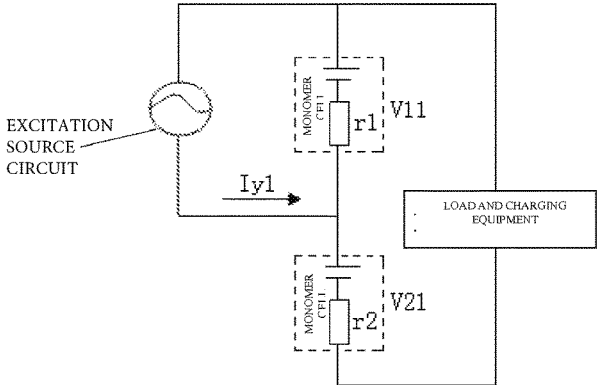 EXCITATION
SOURCE
CIRCUIT
Iy1
MONOMER
CELL
r1
V11
LOAD AND CHARGING
EQUIPMENT
MONOMER
CELL
r2
V21